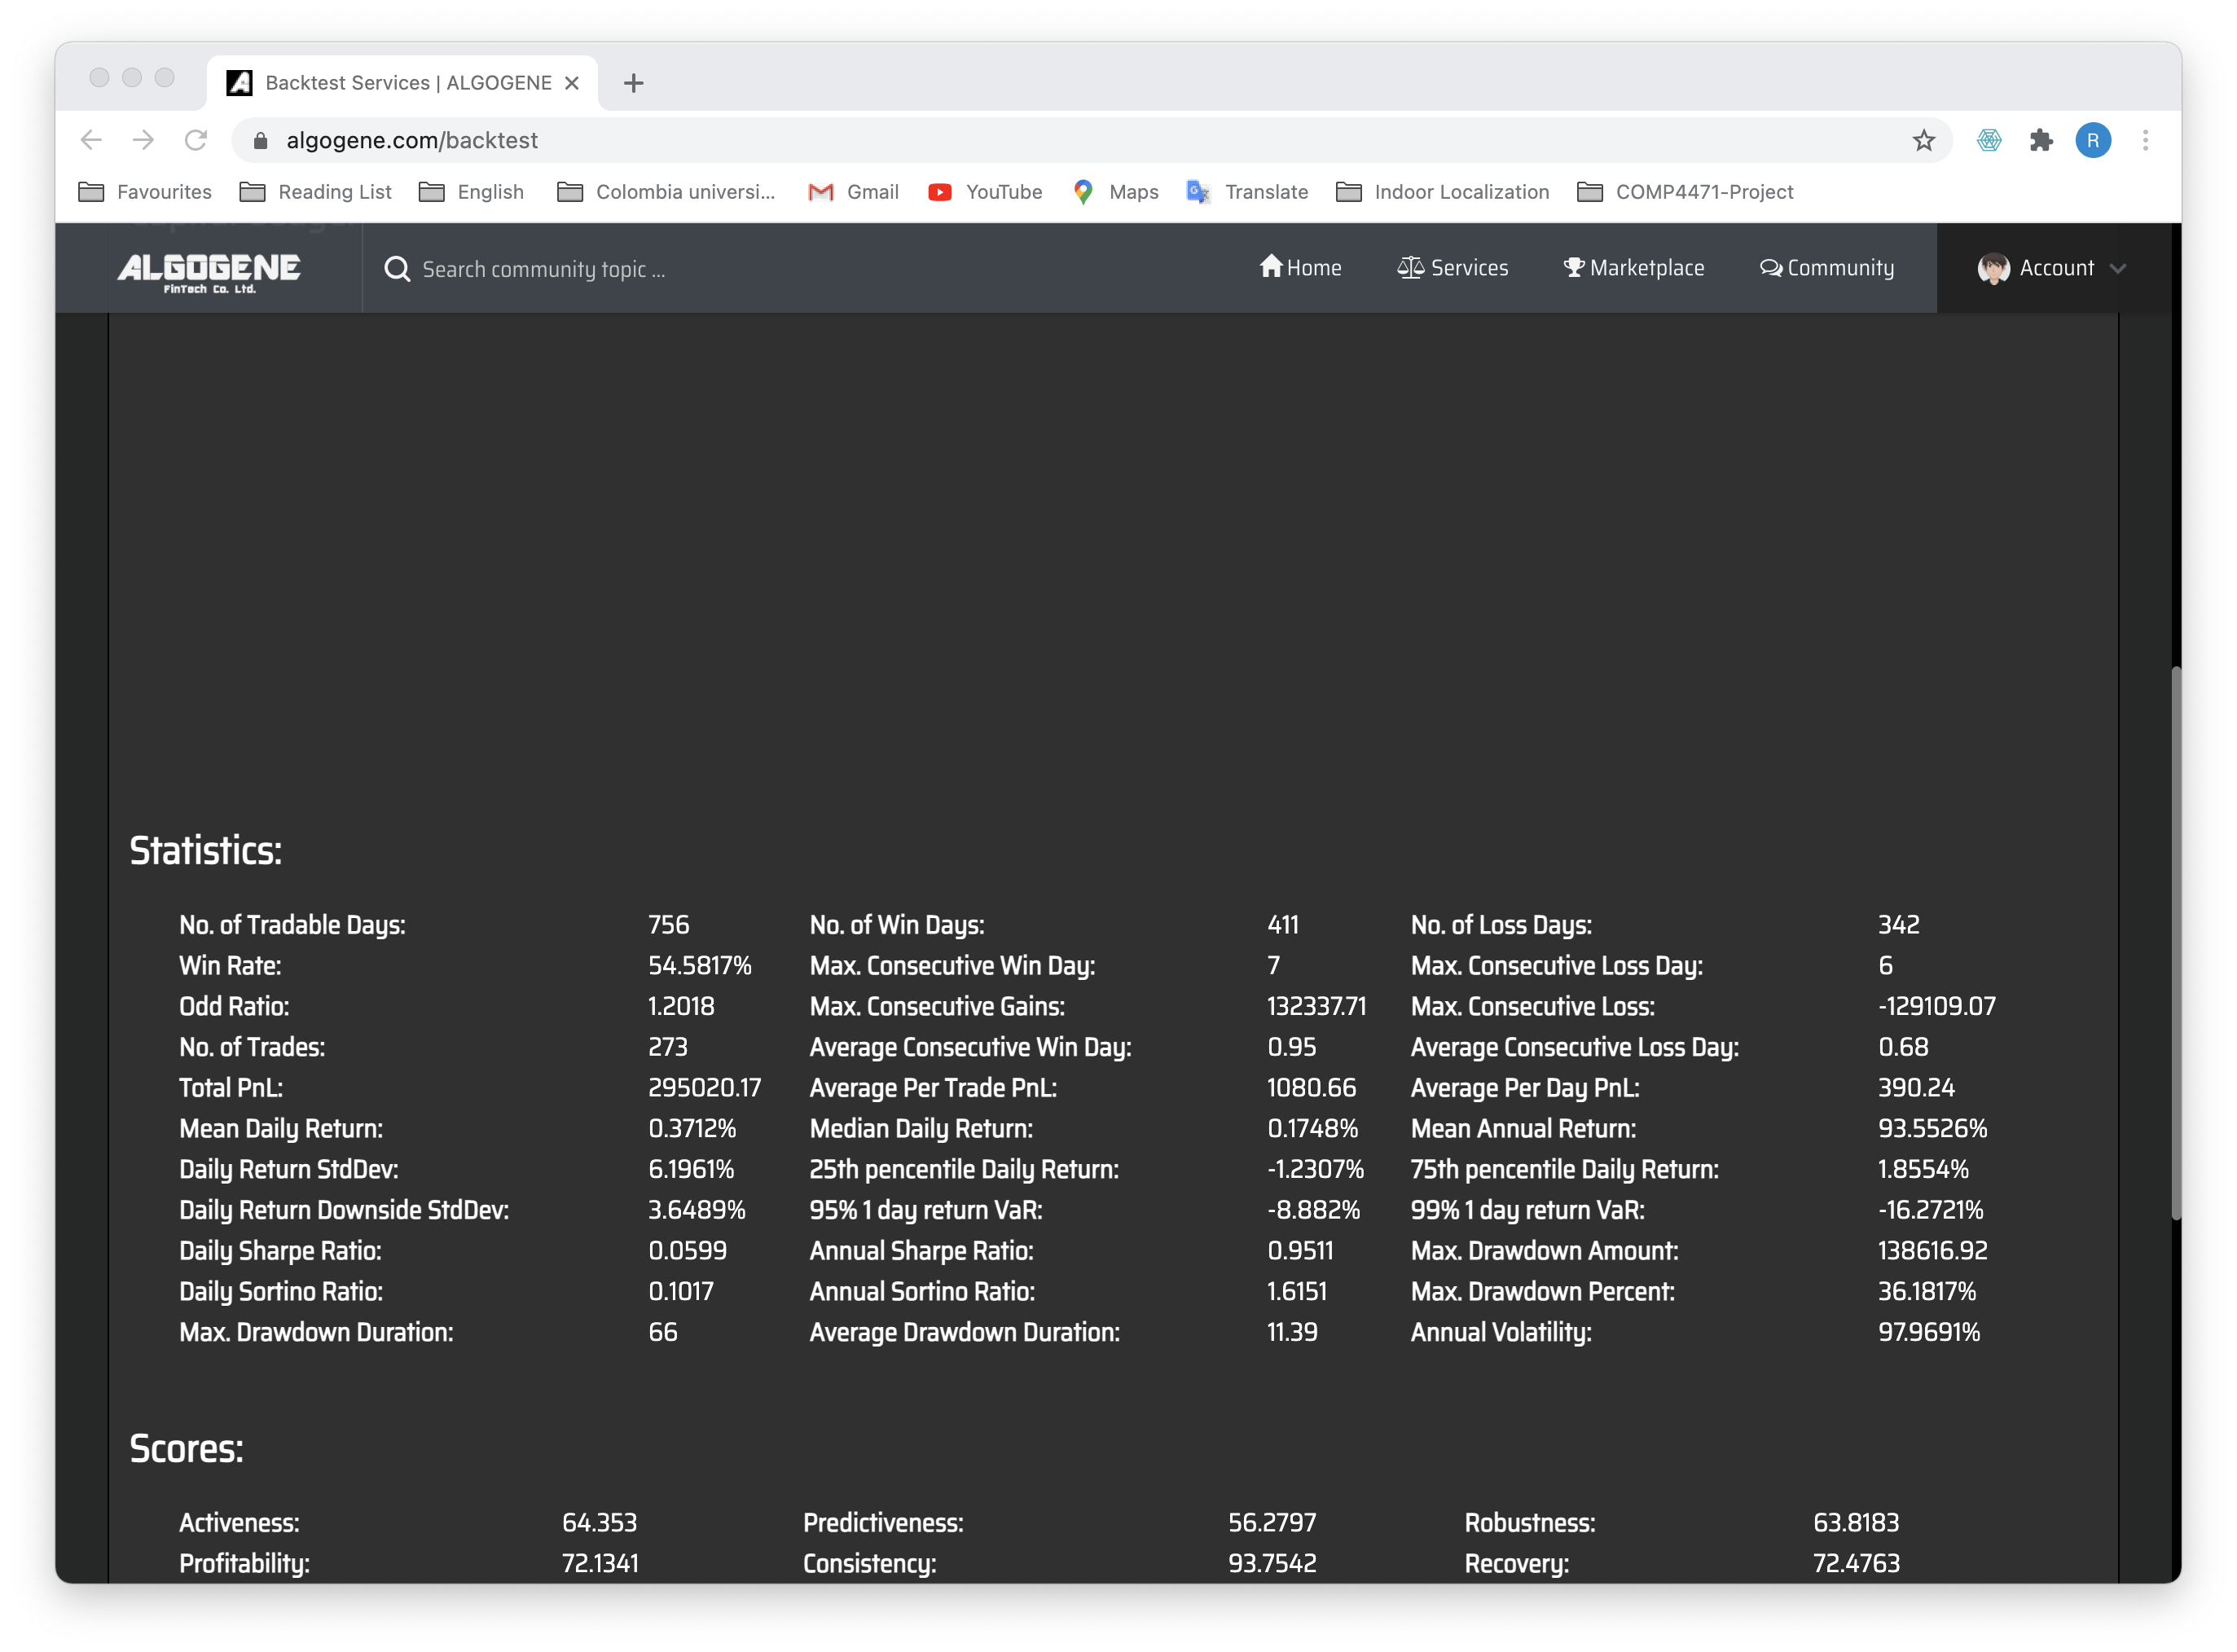 Backtest Services | ALGOGENE
algogene.com/backtest
R
Favourites Reading List English Colombia universi... Gmail YouTube Maps Translate Indoor Localization COMP4471-Project
ALGOGENE
FinTech Co. Ltd.
Search community topic ...
Home Services Marketplace Community Account
Statistics:
No. of Tradable Days: 756 No. of Win Days: 411 No. of Loss Days: 342
Win Rate: 54.5817% Max. Consecutive Win Day: 7 Max. Consecutive Loss Day: 6
Odd Ratio: 1.2018 Max. Consecutive Gains: 132337.71 Max. Consecutive Loss: -129109.07
No. of Trades: 273 Average Consecutive Win Day: 0.95 Average Consecutive Loss Day: 0.68
Total PnL: 295020.17 Average Per Trade PnL: 1080.66 Average Per Day PnL: 390.24
Mean Daily Return: 0.3712% Median Daily Return: 0.1748% Mean Annual Return: 93.5526%
Daily Return StdDev: 6.1961% 25th pencentile Daily Return: -1.2307% 75th pencentile Daily Return: 1.8554%
Daily Return Downside StdDev: 3.6489% 95% 1 day return VaR: -8.882% 99% 1 day return VaR: -16.2721%
Daily Sharpe Ratio: 0.0599 Annual Sharpe Ratio: 0.9511 Max. Drawdown Amount: 138616.92
Daily Sortino Ratio: 0.1017 Annual Sortino Ratio: 1.6151 Max. Drawdown Percent: 36.1817%
Max. Drawdown Duration: 66 Average Drawdown Duration: 11.39 Annual Volatility: 97.9691%
Scores:
Activeness: 64.353 Predictiveness: 56.2797 Robustness: 63.8183
Profitability: 72.1341 Consistency: 93.7542 Recovery: 72.4763